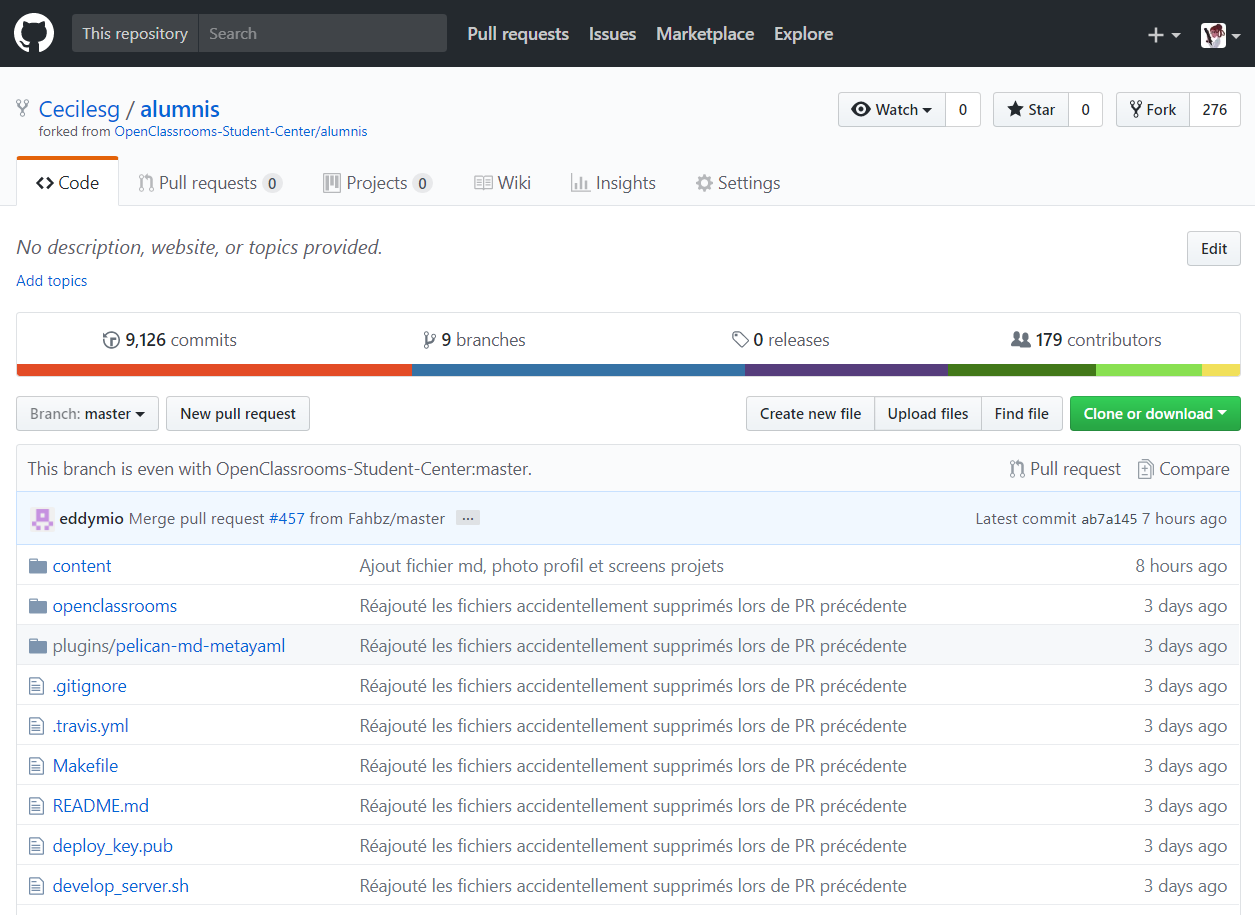 This repository Search Pull requests Issues Marketplace Explore
Cecilesg / alumnis Watch 0 Star 0 Fork 276
forked from OpenClassrooms-Student-Center/alumnis
Code Pull requests 0 Projects 0 Wiki Insights Settings
No description, website, or topics provided. Edit
Add topics
9,126 commits 9 branches 0 releases 179 contributors
Branch: master New pull request Create new file Upload files Find file Clone or download
This branch is even with OpenClassrooms-Student-Center:master. Pull request Compare
eddymio Merge pull request #457 from Fahbz/master ... Latest commit ab7a145 7 hours ago
content Ajout fichier md, photo profil et screens projets 8 hours ago
openclassrooms Réajouté les fichiers accidentellement supprimés lors de PR précédente 3 days ago
plugins/pelican-md-metayaml Réajouté les fichiers accidentellement supprimés lors de PR précédente 3 days ago
.gitignore Réajouté les fichiers accidentellement supprimés lors de PR précédente 3 days ago
.travis.yml Réajouté les fichiers accidentellement supprimés lors de PR précédente 3 days ago
Makefile Réajouté les fichiers accidentellement supprimés lors de PR précédente 3 days ago
README.md Réajouté les fichiers accidentellement supprimés lors de PR précédente 3 days ago
deploy_key.pub Réajouté les fichiers accidentellement supprimés lors de PR précédente 3 days ago
develop_server.sh Réajouté les fichiers accidentellement supprimés lors de PR précédente 3 days ago